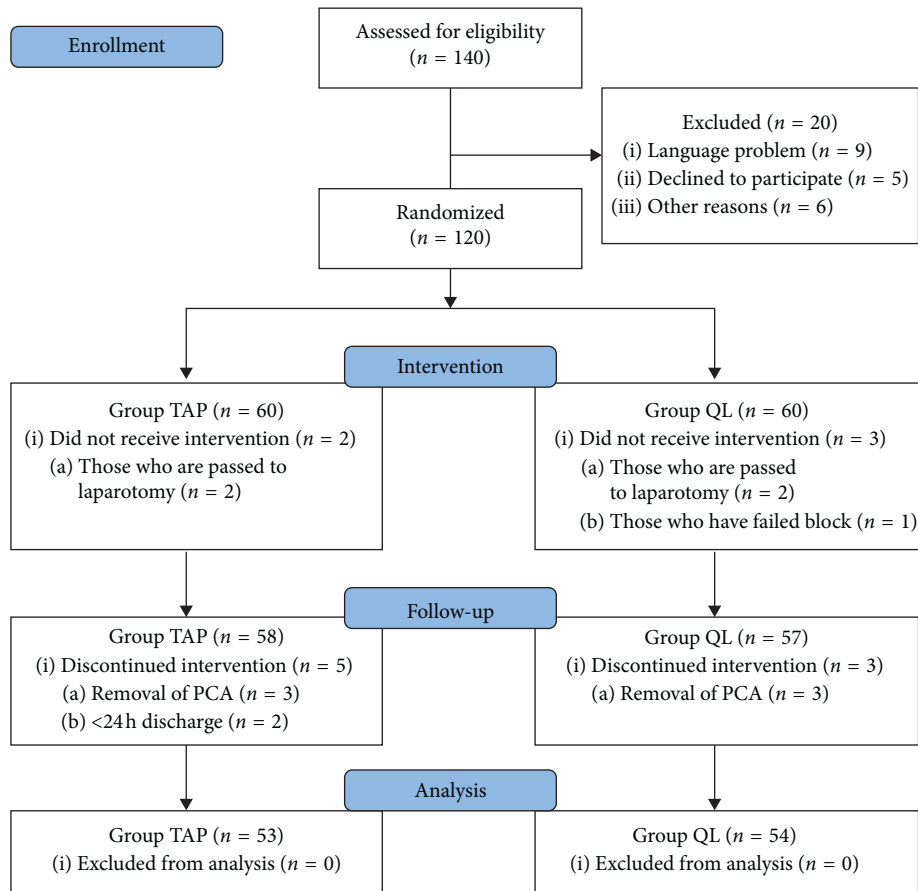 Enrollment
Assessed for eligibility
(n = 140)
Excluded (n = 20)
(i) Language problem (n = 9)
(ii) Declined to participate (n = 5)
(iii) Other reasons (n = 6)
Randomized
(n = 120)
Intervention
Group TAP (n = 60)
(i) Did not receive intervention (n = 2)
(a) Those who are passed to
laparotomy (n = 2)
Group QL (n = 60)
(i) Did not receive intervention (n = 3)
(a) Those who are passed
to laparotomy (n = 2)
(b) Those who have failed block (n = 1)
Follow-up
Group TAP (n = 58)
(i) Discontinued intervention (n = 5)
(a) Removal of PCA (n = 3)
(b) <24 h discharge (n = 2)
Group QL (n = 57)
(i) Discontinued intervention (n = 3)
(a) Removal of PCA (n = 3)
Analysis
Group TAP (n = 53)
(i) Excluded from analysis (n = 0)
Group QL (n = 54)
(i) Excluded from analysis (n = 0)